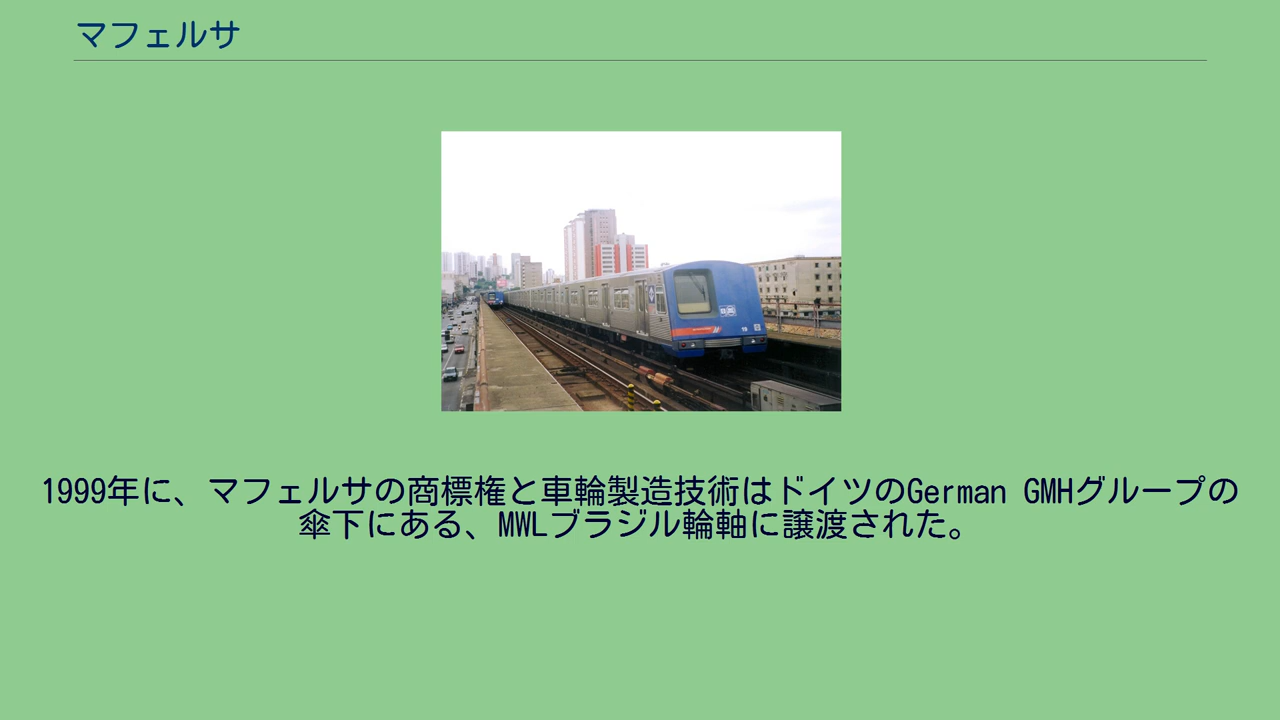 マフェルサ
1999年に、マフェルサの商標権と車輪製造技術はドイツのGerman GMHグループの
傘下にある、MWLブラジル輪軸に譲渡された。